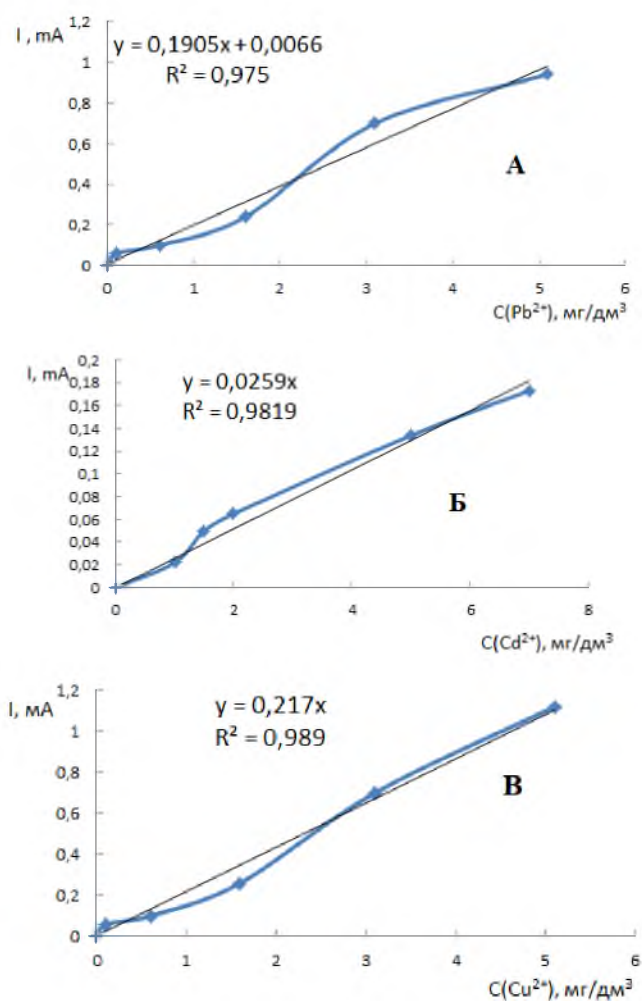 I , mA
1,2
y = 0,1905x + 0,0066
R² = 0,975
1
0,8
0,6
0,4
0,2
0
А
0 1 2 3 4 5 6
C(Pb²⁺), мг/дм³
I, mA
0,2
0,18
y = 0,0259x
R² = 0,9819
0,16
0,14
0,12
0,1
0,08
0,06
0,04
0,02
0
Б
0 2 4 6 8
C(Cd²⁺), мг/дм³
I, мА
1,2
y = 0,217x
R² = 0,989
1
0,8
0,6
0,4
0,2
0
В
0 1 2 3 4 5 6
C(Cu²⁺), мг/дм³